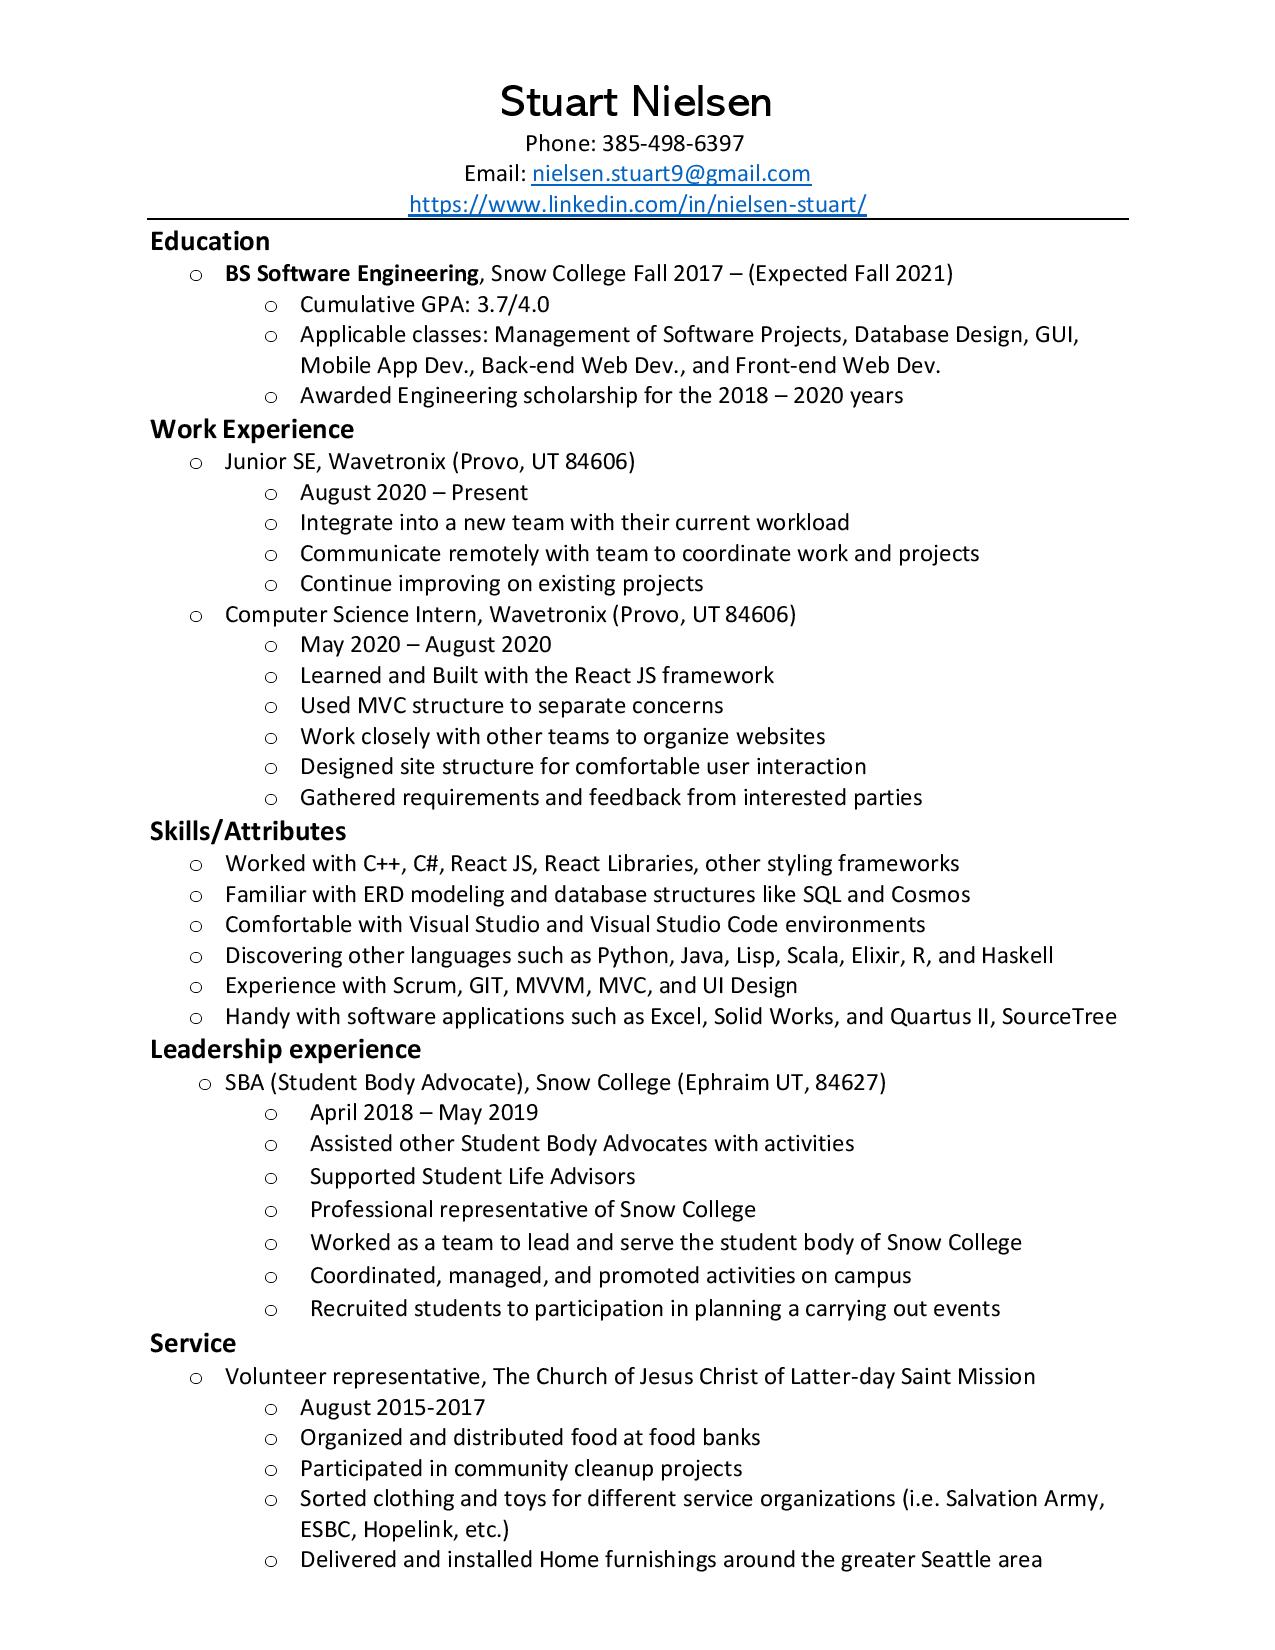 Stuart Nielsen
Phone: 385-498-6397
Email: nielsen.stuart9@gmail.com
https://www.linkedin.com/in/nielsen-stuart/
Education
o BS Software Engineering, Snow College Fall 2017 – (Expected Fall 2021)
o Cumulative GPA: 3.7/4.0
o Applicable classes: Management of Software Projects, Database Design, GUI,
Mobile App Dev., Back-end Web Dev., and Front-end Web Dev.
o Awarded Engineering scholarship for the 2018 – 2020 years
Work Experience
o Junior SE, Wavetronix (Provo, UT 84606)
o August 2020 – Present
o Integrate into a new team with their current workload
o Communicate remotely with team to coordinate work and projects
o Continue improving on existing projects
o Computer Science Intern, Wavetronix (Provo, UT 84606)
o May 2020 – August 2020
o Learned and Built with the React JS framework
o Used MVC structure to separate concerns
o Work closely with other teams to organize websites
o Designed site structure for comfortable user interaction
o Gathered requirements and feedback from interested parties
Skills/Attributes
o Worked with C++, C#, React JS, React Libraries, other styling frameworks
o Familiar with ERD modeling and database structures like SQL and Cosmos
o Comfortable with Visual Studio and Visual Studio Code environments
o Discovering other languages such as Python, Java, Lisp, Scala, Elixir, R, and Haskell
o Experience with Scrum, GIT, MVVM, MVC, and UI Design
o Handy with software applications such as Excel, Solid Works, and Quartus II, SourceTree
Leadership experience
o SBA (Student Body Advocate), Snow College (Ephraim UT, 84627)
o April 2018 – May 2019
o Assisted other Student Body Advocates with activities
o Supported Student Life Advisors
o Professional representative of Snow College
o Worked as a team to lead and serve the student body of Snow College
o Coordinated, managed, and promoted activities on campus
o Recruited students to participation in planning a carrying out events
Service
o Volunteer representative, The Church of Jesus Christ of Latter-day Saint Mission
o August 2015-2017
o Organized and distributed food at food banks
o Participated in community cleanup projects
o Sorted clothing and toys for different service organizations (i.e. Salvation Army,
ESBC, Hopelink, etc.)
o Delivered and installed Home furnishings around the greater Seattle area